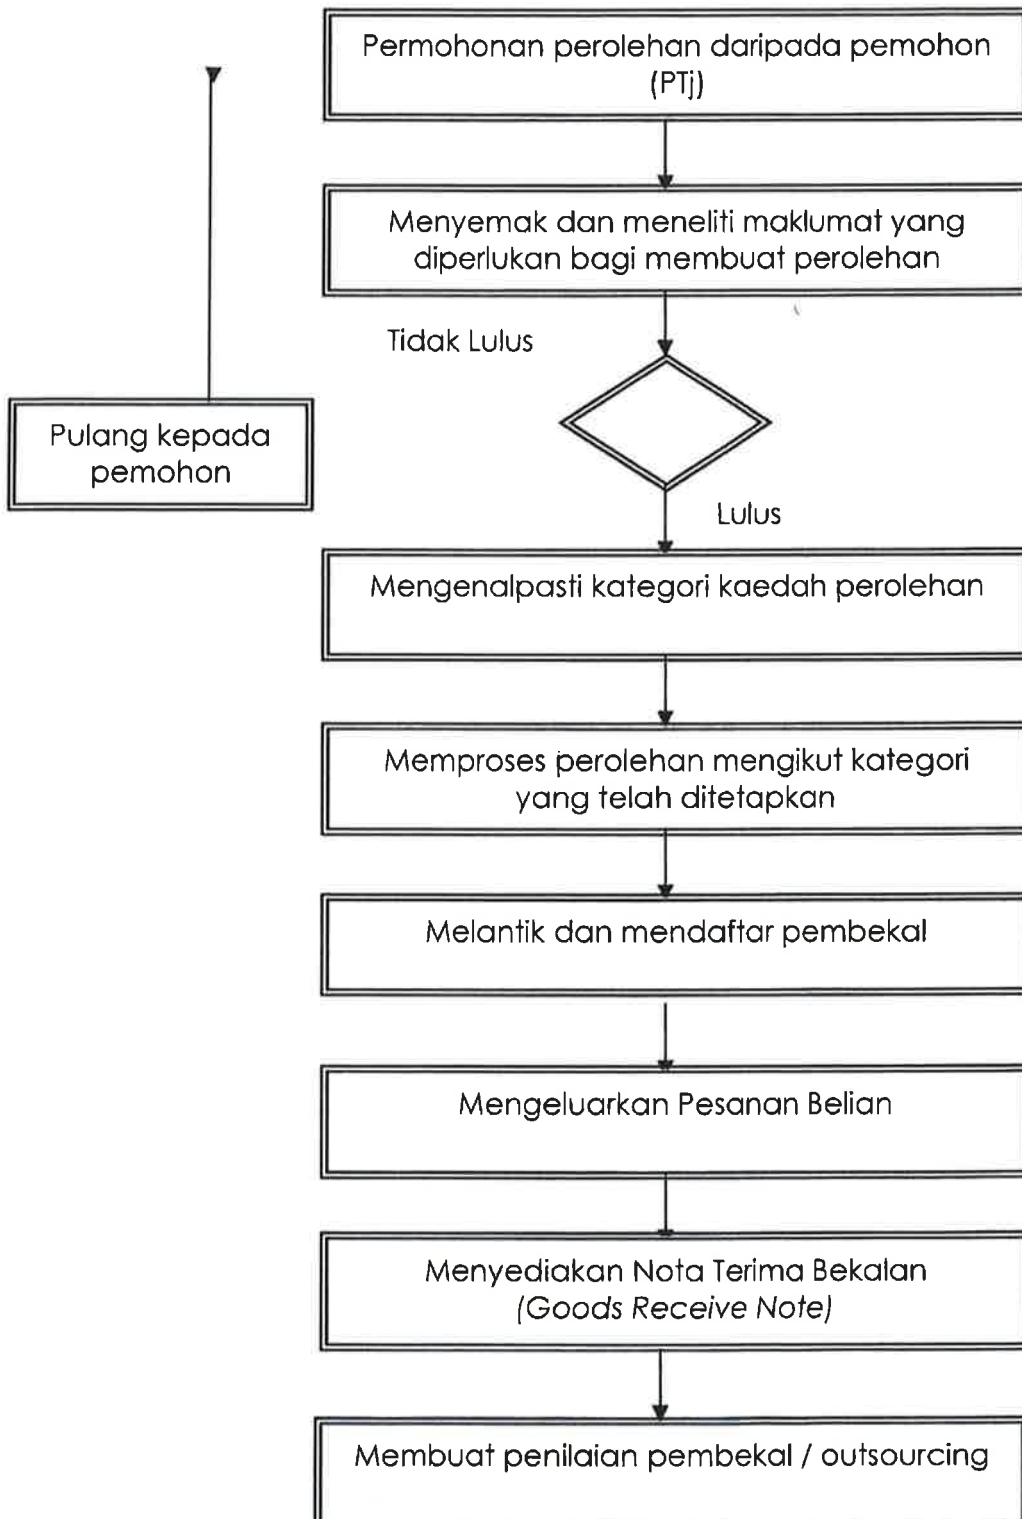 Permohonan perolehan daripada pemohon
(PTj)
Menyemak dan meneliti maklumat yang
diperlukan bagi membuat perolehan
Tidak Lulus
Pulang kepada
pemohon
Lulus
Mengenalpasti kategori kaedah perolehan
Memproses perolehan mengikut kategori
yang telah ditetapkan
Melantik dan mendaftar pembekal
Mengeluarkan Pesanan Belian
Menyediakan Nota Terima Bekalan
(Goods Receive Note)
Membuat penilaian pembekal / outsourcing